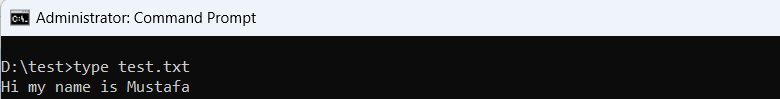 Administrator: Command Prompt
D:\test>type test.txt
Hi my name is Mustafa